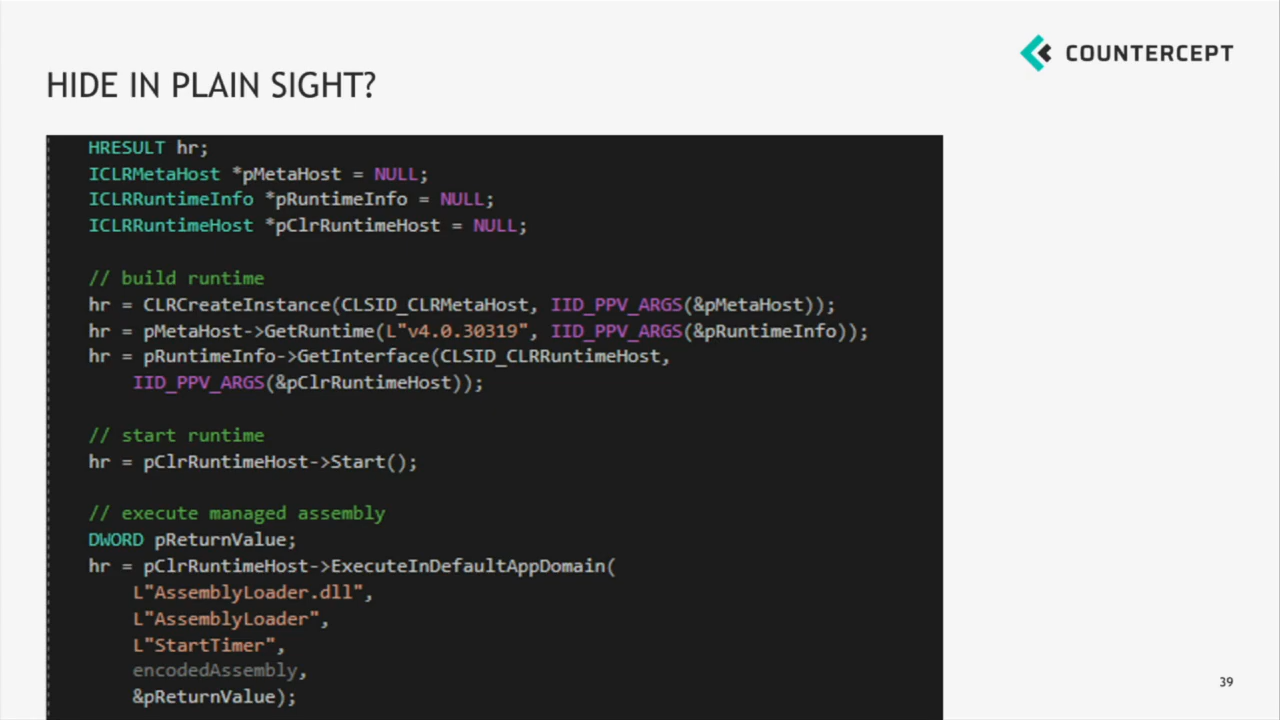 COUNTERCEPT
HIDE IN PLAIN SIGHT?
HRESULT hr;
ICLRMetaHost *pMetaHost = NULL;
ICLRRuntimeInfo *pRuntimeInfo = NULL;
ICLRRuntimeHost *pClrRuntimeHost = NULL;
// build runtime
hr = CLRCreateInstance(CLSID_CLRMetaHost, IID_PPV_ARGS(&pMetaHost));
hr = pMetaHost->GetRuntime(L"v4.0.30319", IID_PPV_ARGS(&pRuntimeInfo));
hr = pRuntimeInfo->GetInterface(CLSID_CLRRuntimeHost,
IID_PPV_ARGS(&pClrRuntimeHost));
// start runtime
hr = pClrRuntimeHost->Start();
// execute managed assembly
DWORD pReturnValue;
hr = pClrRuntimeHost->ExecuteInDefaultAppDomain(
L"AssemblyLoader.dll",
L"AssemblyLoader",
L"StartTimer",
encodedAssembly,
&pReturnValue);
39